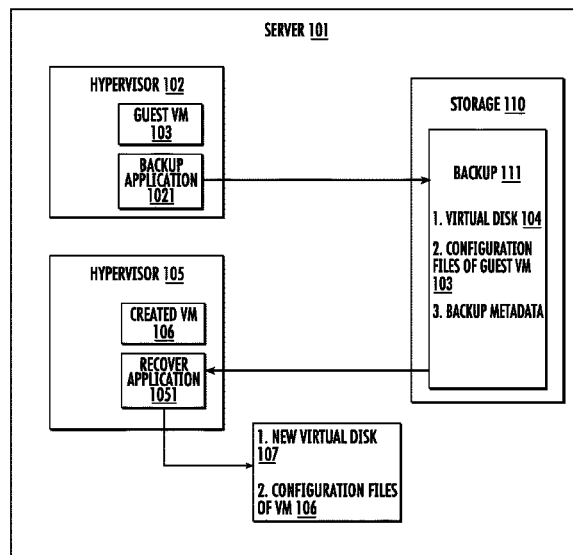 SERVER 101
HYPERVISOR 102
GUEST VM
103
BACKUP
APPLICATION
1021
STORAGE 110
BACKUP 111
1. VIRTUAL DISK 104
2. CONFIGURATION
FILES OF GUEST VM
103
3. BACKUP METADATA
HYPERVISOR 105
CREATED VM
106
RECOVER
APPLICATION
1051
1. NEW VIRTUAL DISK
107
2. CONFIGURATION FILES
OF VM 106